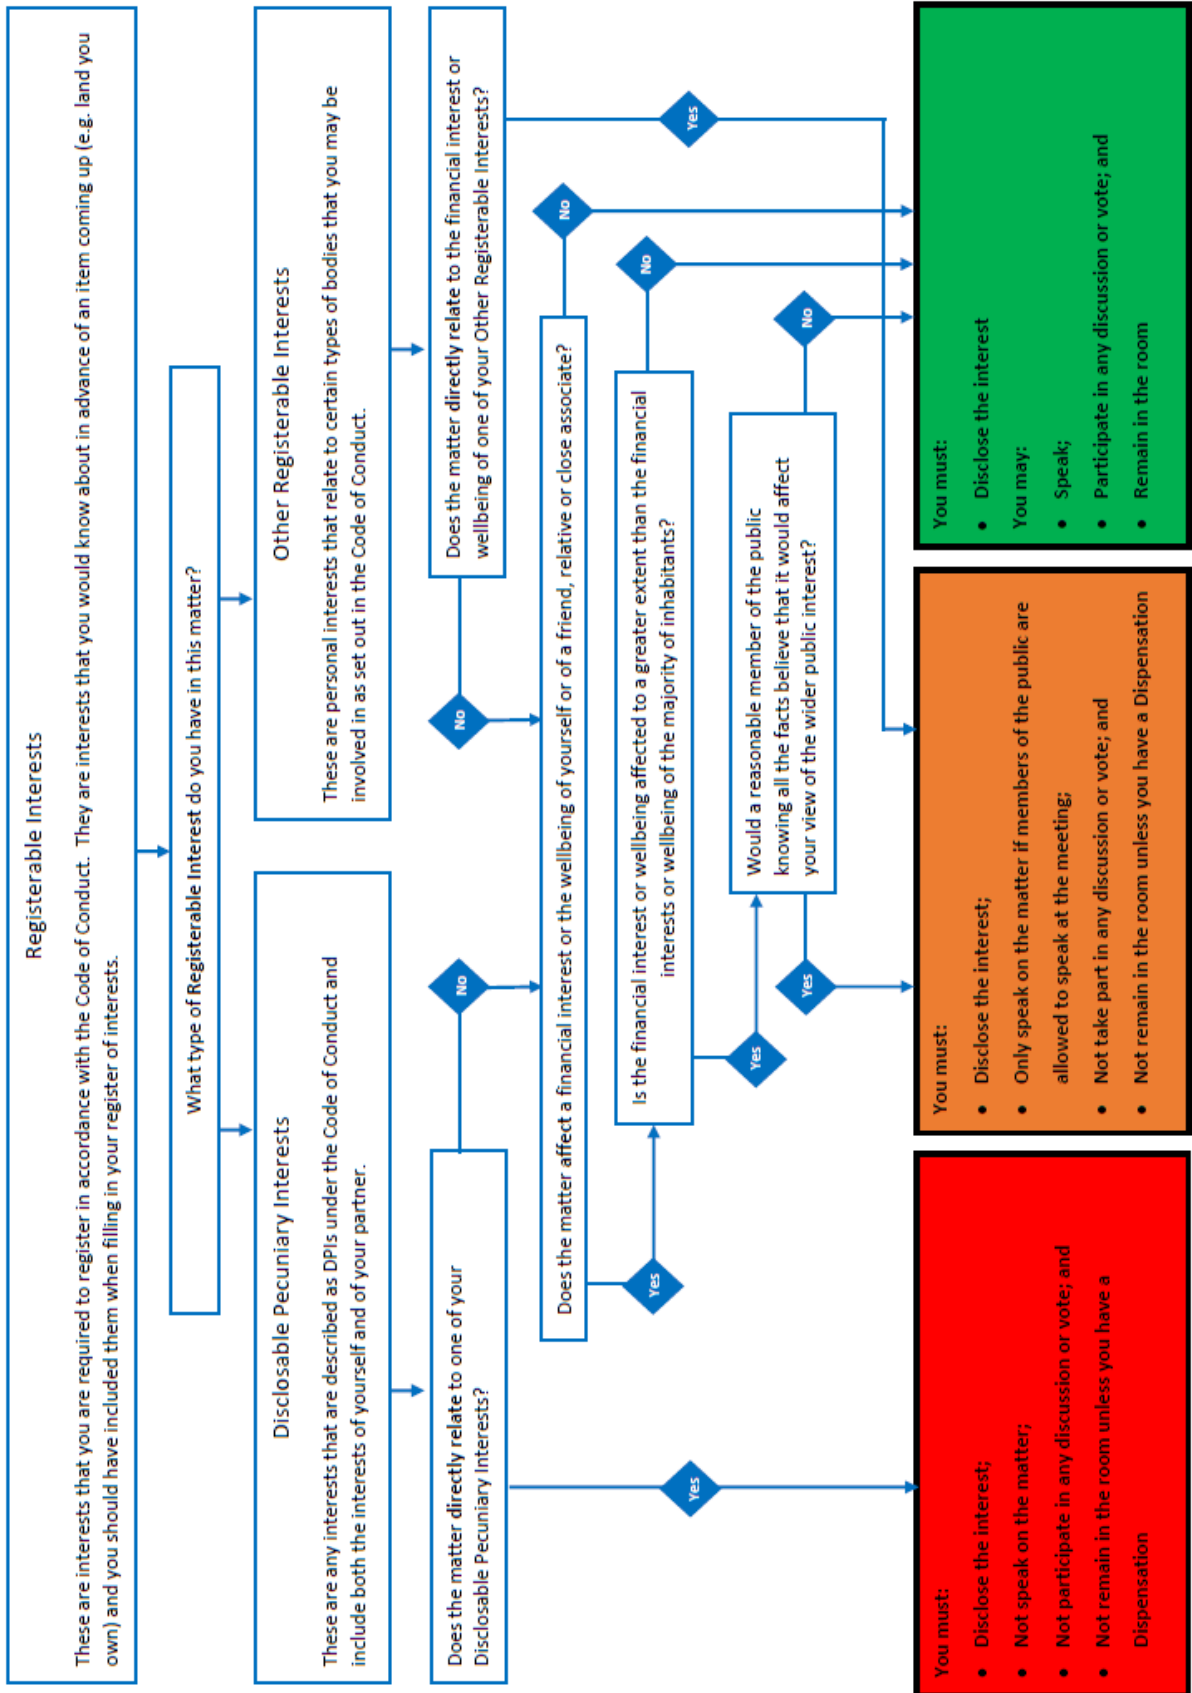 Registerable Interests
These are interests that you are required to register in accordance with the Code of Conduct. They are interests that you would know about in advance of an item coming up (e.g. land you
own) and you should have included them when filling in your register of interests.
What type of Registerable Interest do you have in this matter?
Disclosable Pecuniary Interests
These are any interests that are described as DPIs under the Code of Conduct and
include both the interests of yourself and of your partner.
Other Registerable Interests
These are personal interests that relate to certain types of bodies that you may be
involved in as set out in the Code of Conduct.
Does the matter directly relate to one of your
Disclosable Pecuniary Interests?
No
No
Does the matter directly relate to the financial interest or
wellbeing of one of your Other Registerable Interests?
Does the matter affect a financial interest or the wellbeing of yourself or of a friend, relative or close associate?
No
Yes
Is the financial interest or wellbeing affected to a greater extent than the financial
interests or wellbeing of the majority of inhabitants?
No
Yes
Yes
Yes
Would a reasonable member of the public
knowing all the facts believe that it would affect
your view of the wider public interest?
Yes
No
You must:
• Disclose the interest;
• Not speak on the matter;
• Not participate in any discussion or vote; and
• Not remain in the room unless you have a
Dispensation
You must:
• Disclose the interest;
• Only speak on the matter if members of the public are
allowed to speak at the meeting;
• Not take part in any discussion or vote; and
• Not remain in the room unless you have a Dispensation
You must:
• Disclose the interest
You may:
• Speak;
• Participate in any discussion or vote; and
• Remain in the room